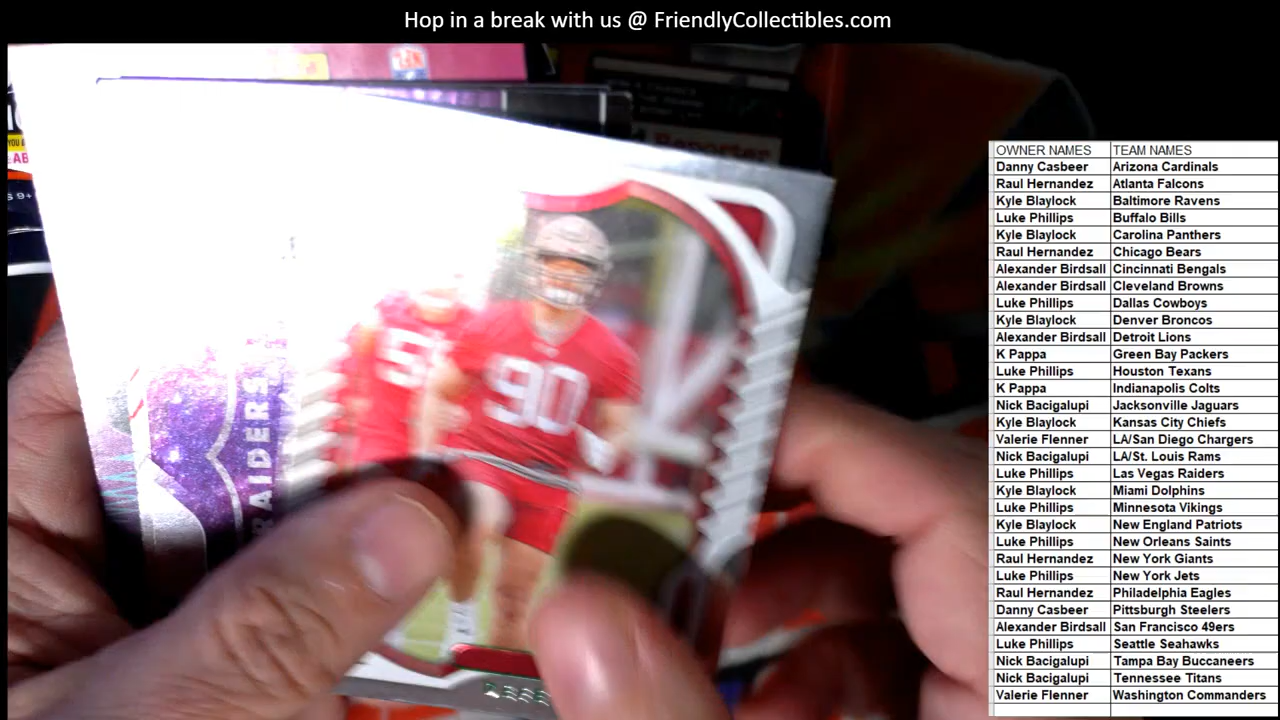 Hop in a break with us @ FriendlyCollectibles.com
NFL
Reporter
YOU A
AB
S 9+
RAIDERS
5
90
OWNER NAMES TEAM NAMES
Danny Casbeer Arizona Cardinals
Raul Hernandez Atlanta Falcons
Kyle Blaylock Baltimore Ravens
Luke Phillips Buffalo Bills
Kyle Blaylock Carolina Panthers
Raul Hernandez Chicago Bears
Alexander Birdsall Cincinnati Bengals
Alexander Birdsall Cleveland Browns
Luke Phillips Dallas Cowboys
Kyle Blaylock Denver Broncos
Alexander Birdsall Detroit Lions
K Pappa Green Bay Packers
Luke Phillips Houston Texans
K Pappa Indianapolis Colts
Nick Bacigalupi Jacksonville Jaguars
Kyle Blaylock Kansas City Chiefs
Valerie Flenner LA/San Diego Chargers
Nick Bacigalupi LA/St. Louis Rams
Luke Phillips Las Vegas Raiders
Kyle Blaylock Miami Dolphins
Luke Phillips Minnesota Vikings
Kyle Blaylock New England Patriots
Luke Phillips New Orleans Saints
Raul Hernandez New York Giants
Luke Phillips New York Jets
Raul Hernandez Philadelphia Eagles
Danny Casbeer Pittsburgh Steelers
Alexander Birdsall San Francisco 49ers
Luke Phillips Seattle Seahawks
Nick Bacigalupi Tampa Bay Buccaneers
Nick Bacigalupi Tennessee Titans
Valerie Flenner Washington Commanders